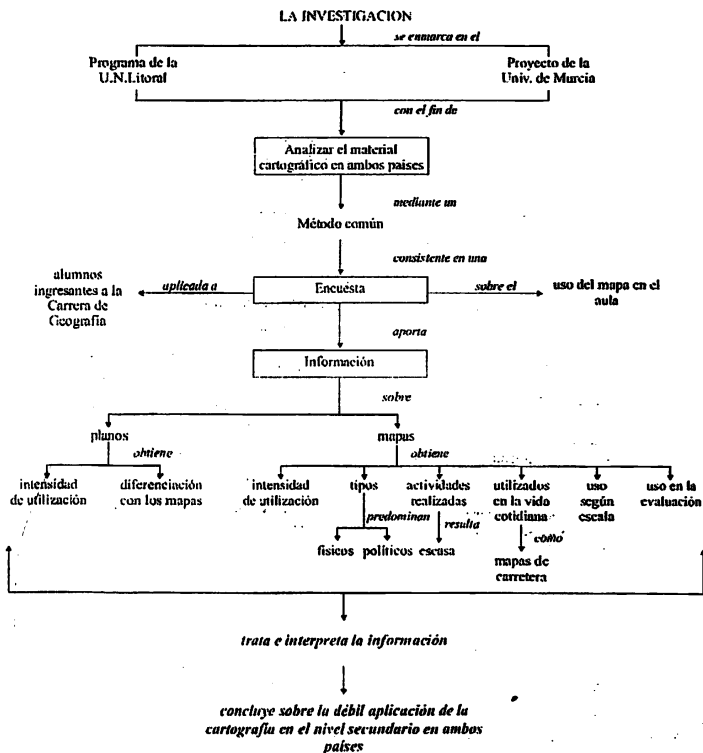 LA INVESTIGACION
se enmarca en el
Programa de la
U.N.Litoral
Proyecto de la
Univ. de Murcia
con el fin de
Analizar el material
cartográfico en ambos países
mediante un
Método común
consistente en una
alumnos
ingresantes a la
Carrera de
Geografía
aplicada a
Encuesta
sobre el
uso del mapa en el
aula
aporta
Información
sobre
planos
mapas
obtiene
obtiene
intensidad
de utilización
diferenciación
con los mapas
intensidad
de utilización
tipos
actividades
realizadas
utilizados
en la vida
cotidiana
uso
según
escala
uso en la
evaluación
predominan
resulta
como
físicos
políticos
escasa
mapas de
carretera
trata e interpreta la información
concluye sobre la débil aplicación de la
cartografía en el nivel secundario en ambos
países